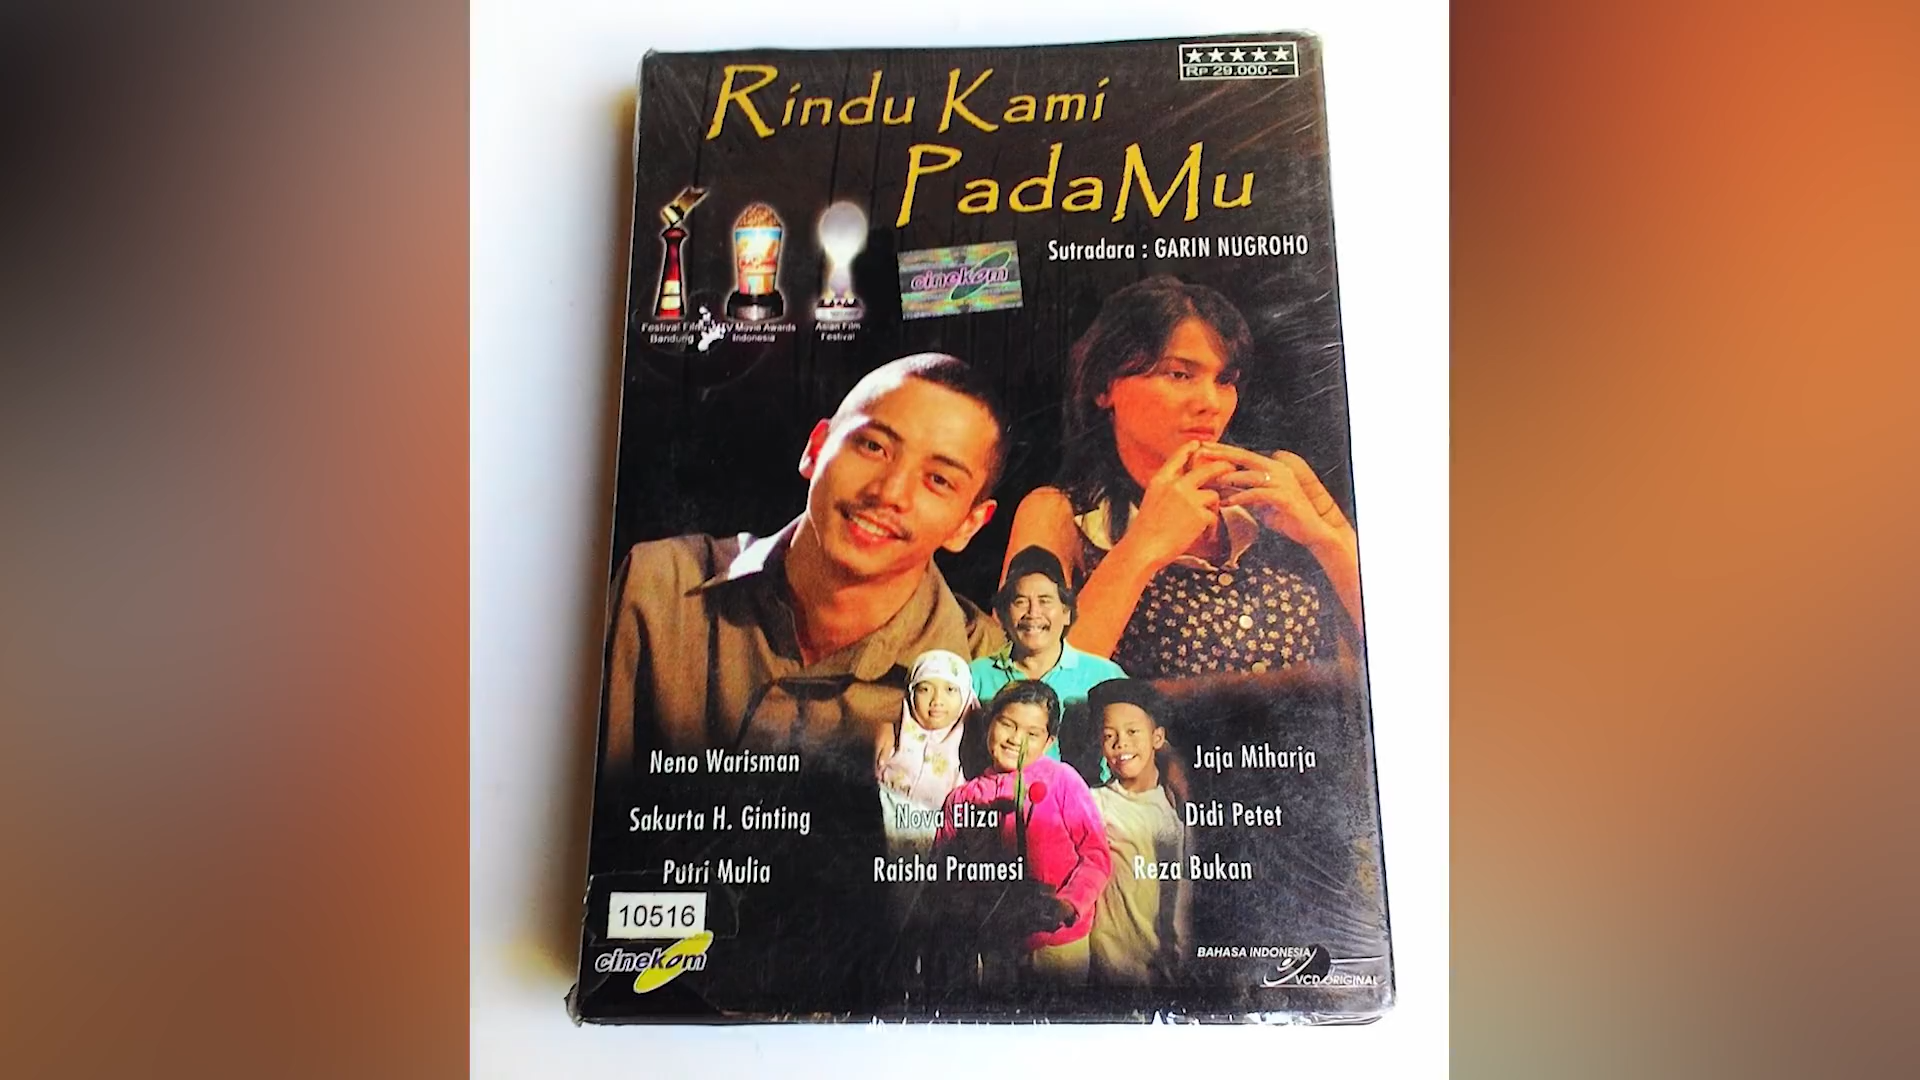 ★★★★★
Rp 29.000,-
Rindu Kami
PadaMu
Sutradara : GARIN NUGROHO
cinekom
Festival Film
Bandung
MTV Movie Awards
Indonesia
Asian Film
Festival
Neno Warisman
Jaja Miharja
Sakurta H. Ginting
Nova Eliza
Didi Petet
Putri Mulia
Raisha Pramesi
Reza Bukan
10516
cinekom
BAHASA INDONESIA
VCD ORIGINAL